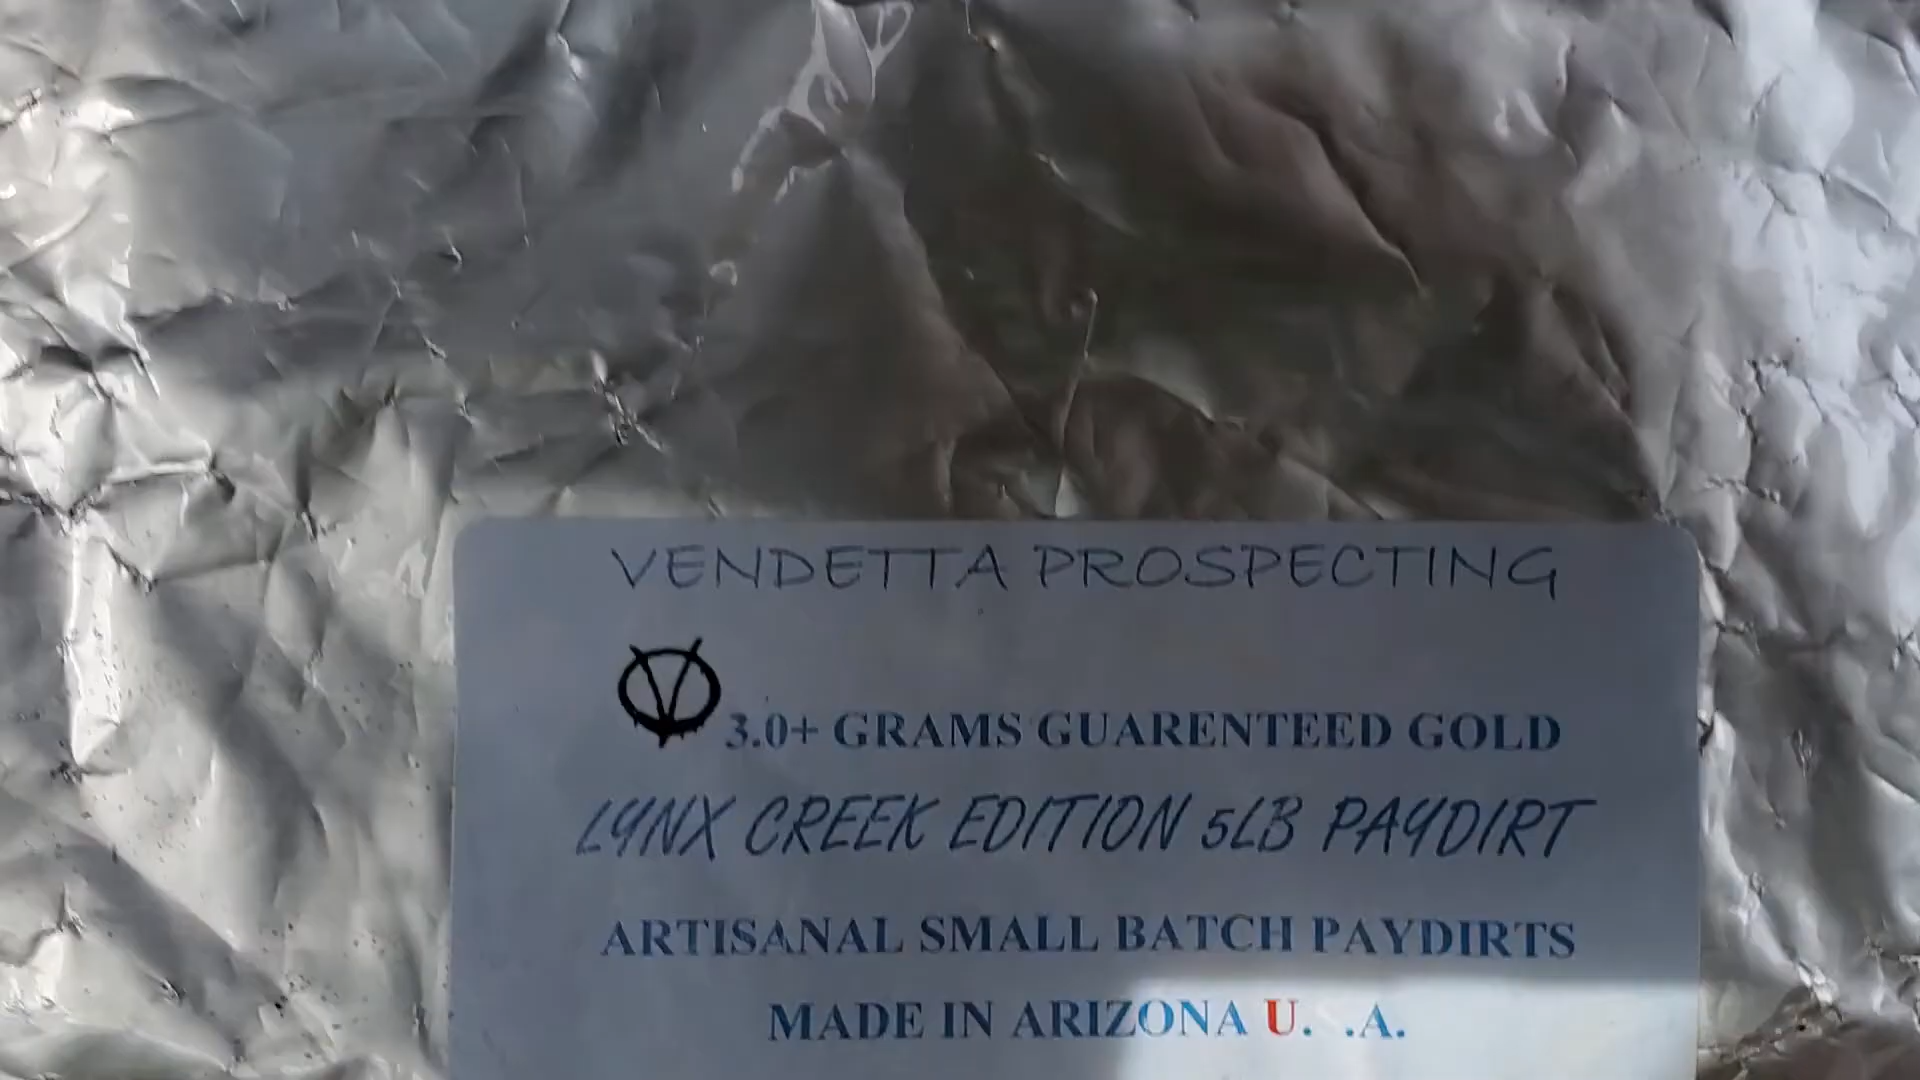 VENDETTA PROSPECTING
V
3.0+ GRAMS GUARENTEED GOLD
LYNX CREEK EDITION 5LB PAYDIRT
ARTISANAL SMALL BATCH PAYDIRTS
MADE IN ARIZONA U. .A.